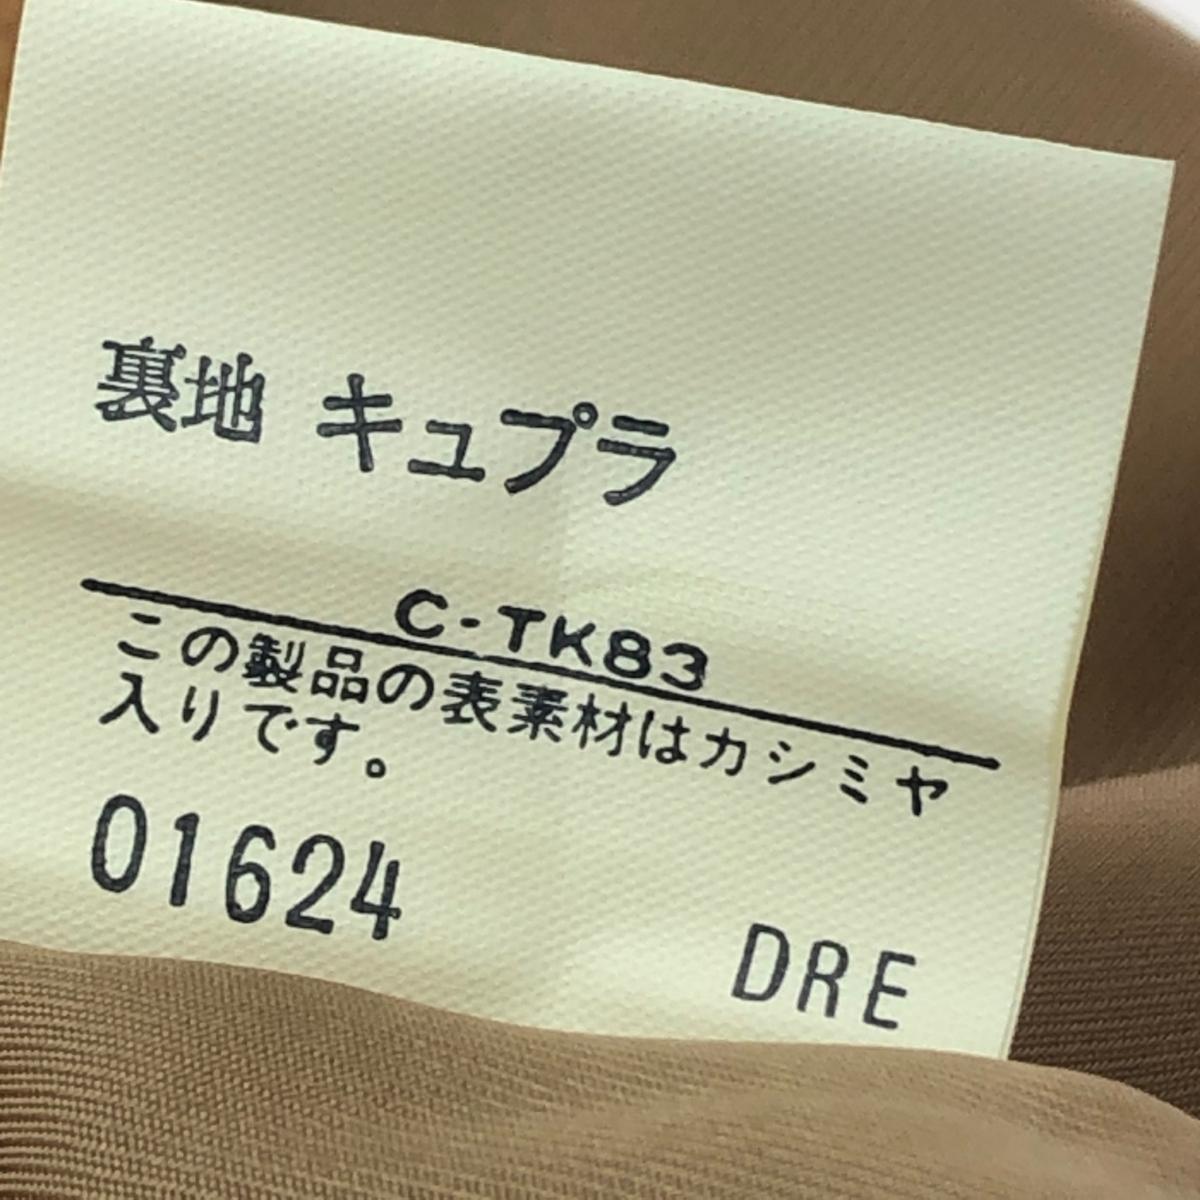 裏地 キュプラ
C-TK83
この製品の表素材はカシミヤ
入りです。
01624
DRE